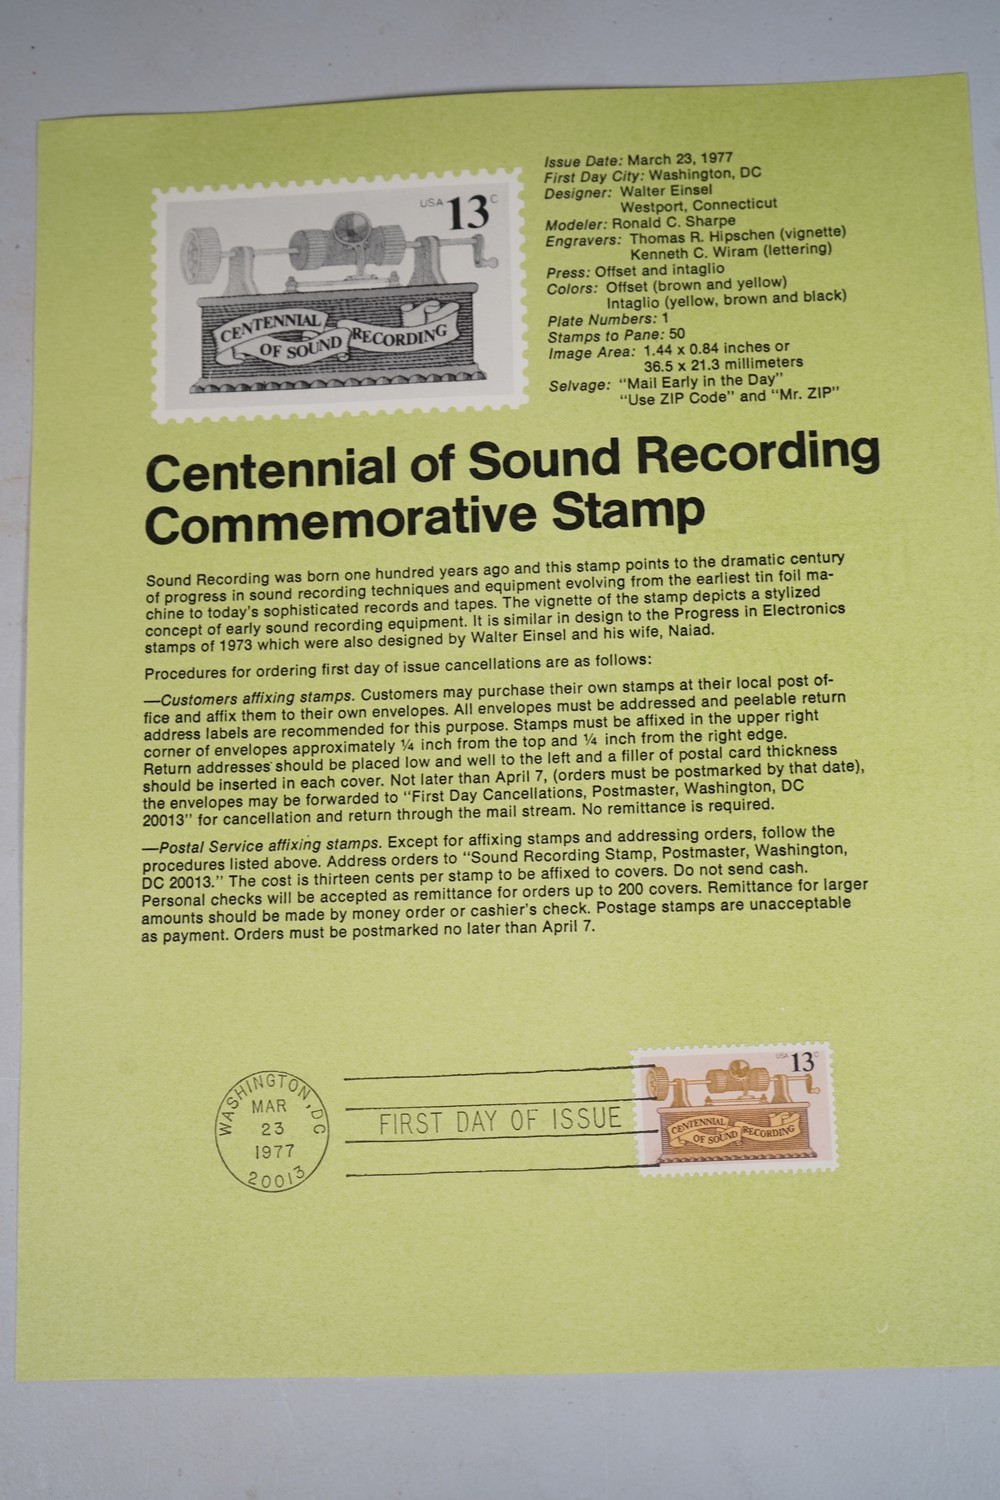 USA 13c
CENTENNIAL
OF SOUND RECORDING
Issue Date: March 23, 1977
First Day City: Washington, DC
Designer: Walter Einsel
Westport, Connecticut
Modeler: Ronald C. Sharpe
Engravers: Thomas R. Hipschen (vignette)
Kenneth C. Wiram (lettering)
Press: Offset and intaglio
Colors: Offset (brown and yellow)
Intaglio (yellow, brown and black)
Plate Numbers: 1
Stamps to Pane: 50
Image Area: 1.44 x 0.84 inches or
36.5 x 21.3 millimeters
Selvage: "Mail Early in the Day"
"Use ZIP Code" and "Mr. ZIP"
Centennial of Sound Recording
Commemorative Stamp
Sound Recording was born one hundred years ago and this stamp points to the dramatic century
of progress in sound recording techniques and equipment evolving from the earliest tin foil ma-
chine to today's sophisticated records and tapes. The vignette of the stamp depicts a stylized
concept of early sound recording equipment. It is similar in design to the Progress in Electronics
stamps of 1973 which were also designed by Walter Einsel and his wife, Naiad.
Procedures for ordering first day of issue cancellations are as follows:
—Customers affixing stamps. Customers may purchase their own stamps at their local post of-
fice and affix them to their own envelopes. All envelopes must be addressed and peelable return
address labels are recommended for this purpose. Stamps must be affixed in the upper right
corner of envelopes approximately ¼ inch from the top and ¼ inch from the right edge.
Return addresses should be placed low and well to the left and a filler of postal card thickness
should be inserted in each cover. Not later than April 7, (orders must be postmarked by that date),
the envelopes may be forwarded to "First Day Cancellations, Postmaster, Washington, DC
20013" for cancellation and return through the mail stream. No remittance is required.
—Postal Service affixing stamps. Except for affixing stamps and addressing orders, follow the
procedures listed above. Address orders to "Sound Recording Stamp, Postmaster, Washington,
DC 20013." The cost is thirteen cents per stamp to be affixed to covers. Do not send cash.
Personal checks will be accepted as remittance for orders up to 200 covers. Remittance for larger
amounts should be made by money order or cashier's check. Postage stamps are unacceptable
as payment. Orders must be postmarked no later than April 7.
WASHINGTON, DC
MAR
23
1977
20013
FIRST DAY OF ISSUE
USA 13c
CENTENNIAL
OF SOUND RECORDING